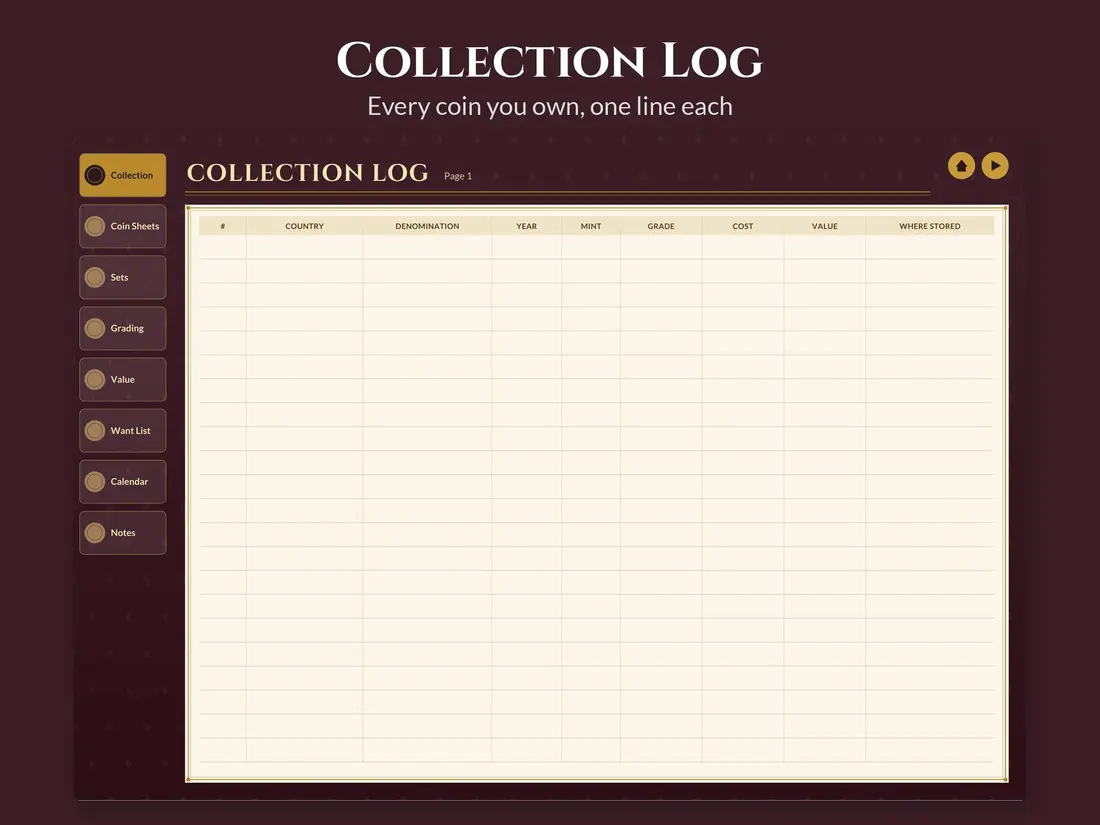 Collection Log
Every coin you own, one line each
Collection
Coin Sheets
Sets
Grading
Value
Want List
Calendar
Notes
COLLECTION LOG Page 1
# COUNTRY DENOMINATION YEAR MINT GRADE COST VALUE WHERE STORED